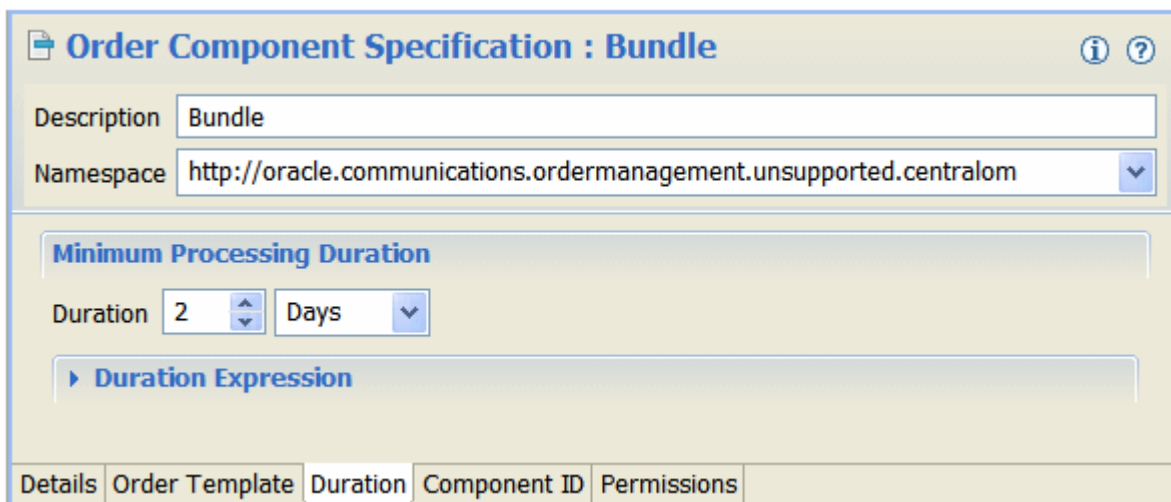 Order Component Specification : Bundle
Description Bundle
Namespace http://oracle.communications.ordermanagement.unsupported.centralom
Minimum Processing Duration
Duration 2 Days
Duration Expression
Details Order Template Duration Component ID Permissions